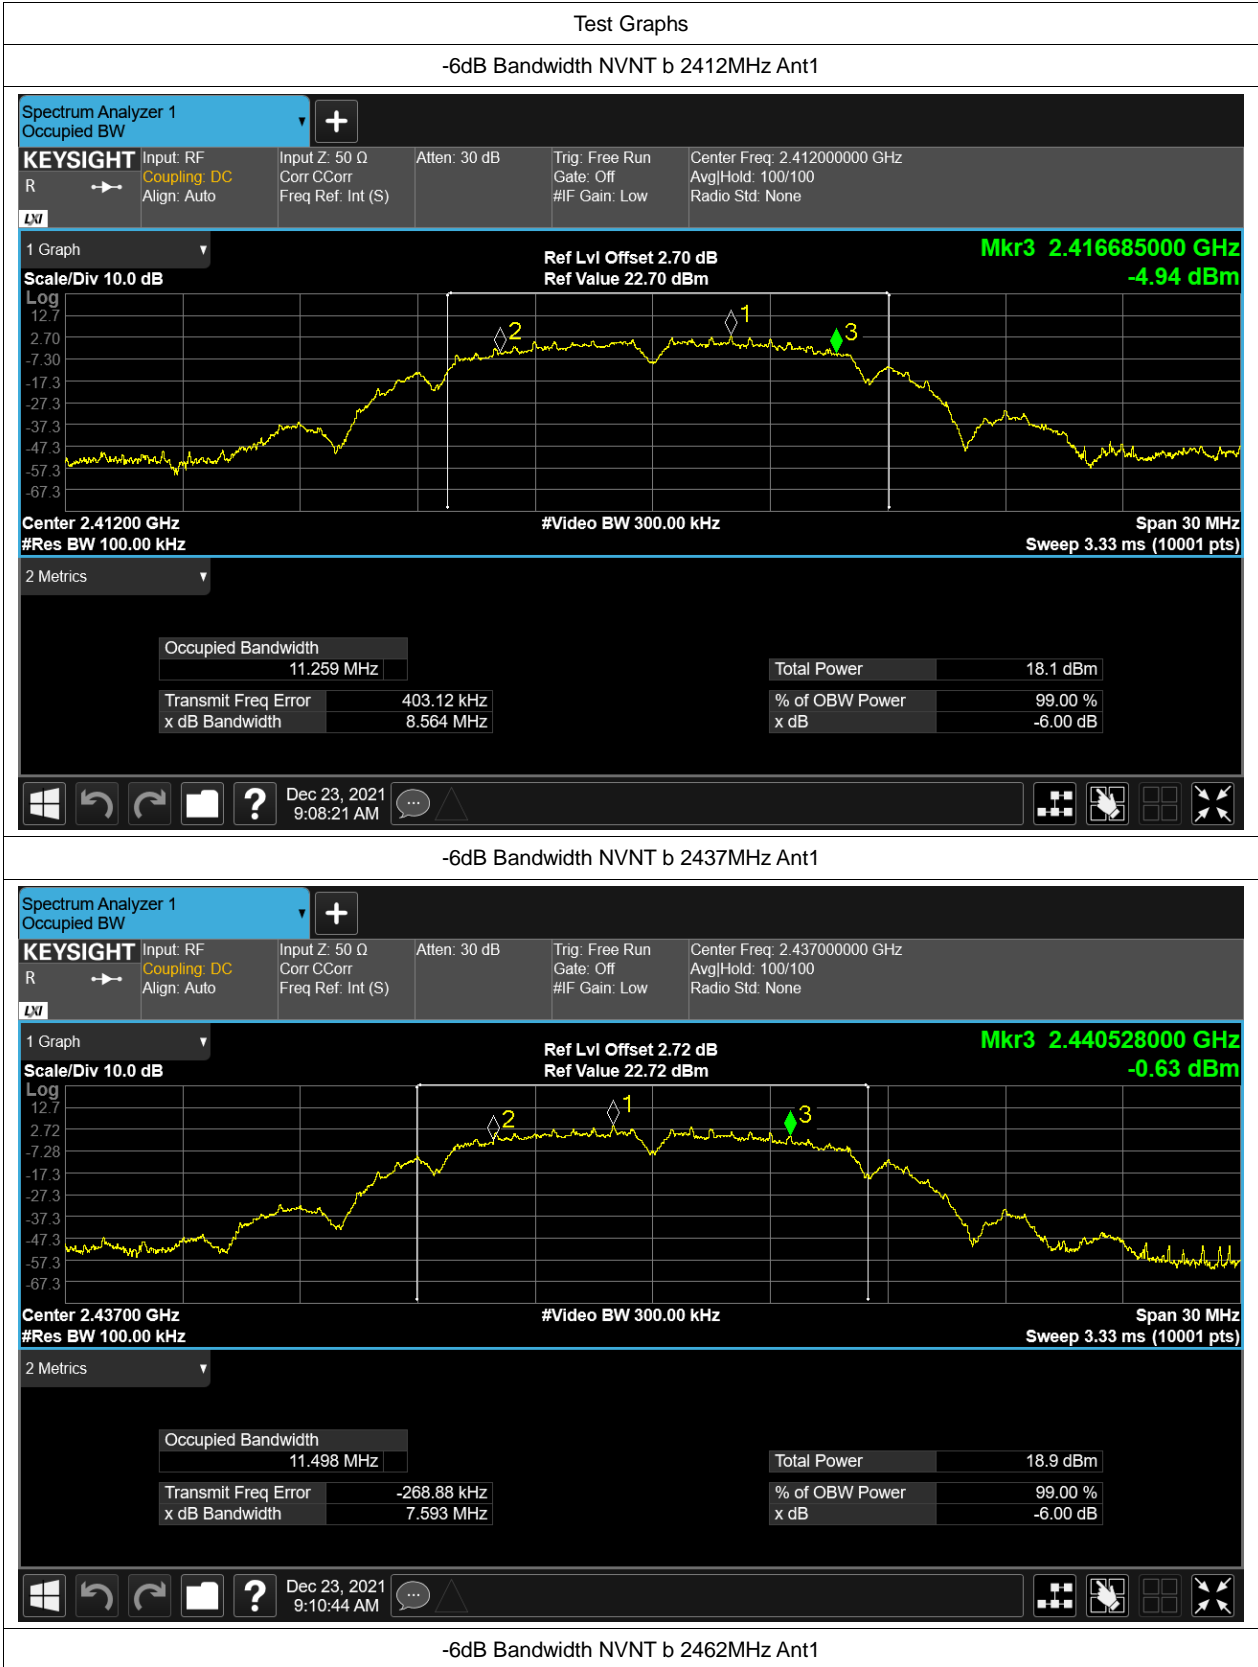 Test Graphs
-6dB Bandwidth NVNT b 2412MHz Ant1
Spectrum Analyzer 1
Occupied BW
KEYSIGHT
R
LXI
Input: RF
Coupling: DC
Align: Auto
Input Z: 50 Ω
Corr CCorr
Freq Ref: Int (S)
Atten: 30 dB
Trig: Free Run
Gate: Off
#IF Gain: Low
Center Freq: 2.412000000 GHz
Avg|Hold: 100/100
Radio Std: None
1 Graph
Scale/Div 10.0 dB
Ref Lvl Offset 2.70 dB
Ref Value 22.70 dBm
Mkr3 2.416685000 GHz
-4.94 dBm
Log
12.7
2.70
-7.30
-17.3
-27.3
-37.3
-47.3
-57.3
-67.3
2
1
3
Center 2.41200 GHz
#Res BW 100.00 kHz
#Video BW 300.00 kHz
Span 30 MHz
Sweep 3.33 ms (10001 pts)
2 Metrics
Occupied Bandwidth
11.259 MHz
Transmit Freq Error 403.12 kHz
x dB Bandwidth 8.564 MHz
Total Power 18.1 dBm
% of OBW Power 99.00 %
x dB -6.00 dB
Dec 23, 2021
9:08:21 AM
-6dB Bandwidth NVNT b 2437MHz Ant1
Spectrum Analyzer 1
Occupied BW
KEYSIGHT
R
LXI
Input: RF
Coupling: DC
Align: Auto
Input Z: 50 Ω
Corr CCorr
Freq Ref: Int (S)
Atten: 30 dB
Trig: Free Run
Gate: Off
#IF Gain: Low
Center Freq: 2.437000000 GHz
Avg|Hold: 100/100
Radio Std: None
1 Graph
Scale/Div 10.0 dB
Ref Lvl Offset 2.72 dB
Ref Value 22.72 dBm
Mkr3 2.440528000 GHz
-0.63 dBm
Log
12.7
2.72
-7.28
-17.3
-27.3
-37.3
-47.3
-57.3
-67.3
2
1
3
Center 2.43700 GHz
#Res BW 100.00 kHz
#Video BW 300.00 kHz
Span 30 MHz
Sweep 3.33 ms (10001 pts)
2 Metrics
Occupied Bandwidth
11.498 MHz
Transmit Freq Error -268.88 kHz
x dB Bandwidth 7.593 MHz
Total Power 18.9 dBm
% of OBW Power 99.00 %
x dB -6.00 dB
Dec 23, 2021
9:10:44 AM
-6dB Bandwidth NVNT b 2462MHz Ant1